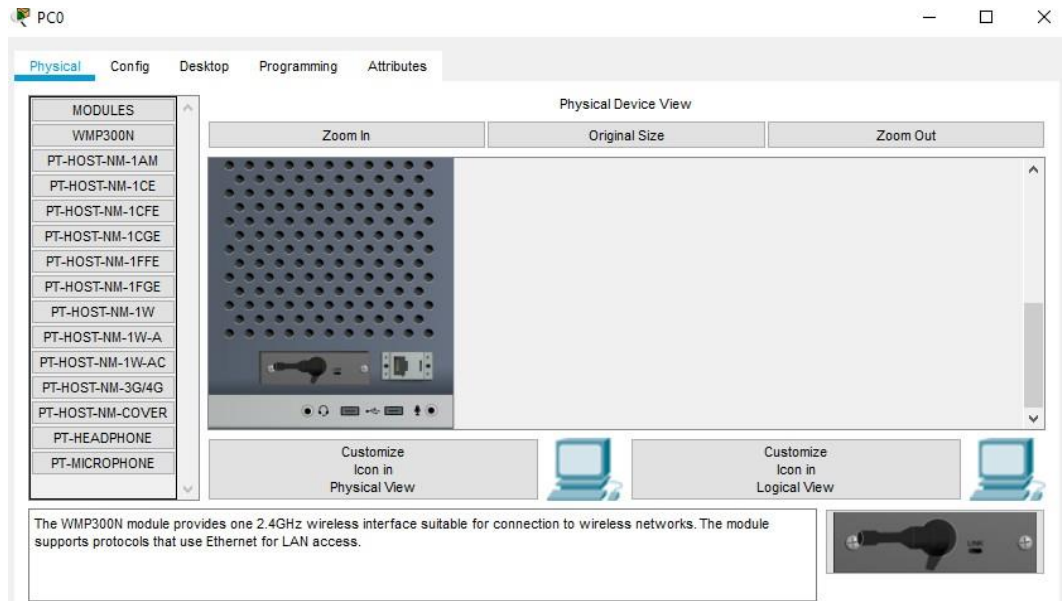 PC0
Physical Config Desktop Programming Attributes
MODULES
WMP300N
PT-HOST-NM-1AM
PT-HOST-NM-1CE
PT-HOST-NM-1CFE
PT-HOST-NM-1CGE
PT-HOST-NM-1FFE
PT-HOST-NM-1FGE
PT-HOST-NM-1W
PT-HOST-NM-1W-A
PT-HOST-NM-1W-AC
PT-HOST-NM-3G/4G
PT-HOST-NM-COVER
PT-HEADPHONE
PT-MICROPHONE
Physical Device View
Zoom In Original Size Zoom Out
Customize
Icon in
Physical View
Customize
Icon in
Logical View
The WMP300N module provides one 2.4GHz wireless interface suitable for connection to wireless networks. The module
supports protocols that use Ethernet for LAN access.
LINK